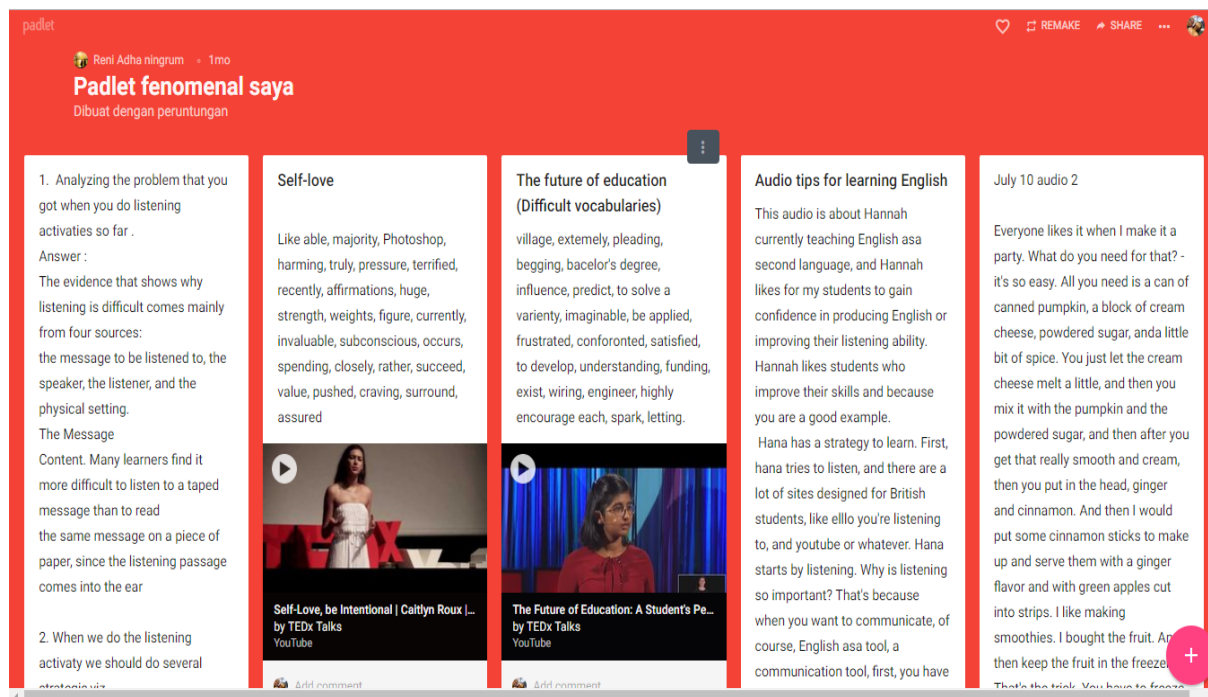 padlet
REMAKE
SHARE
Reni Adha ningrum • 1mo
Padlet fenomenal saya
Dibuat dengan peruntungan
1. Analyzing the problem that you
got when you do listening
activaties so far .
Answer :
The evidence that shows why
listening is difficult comes mainly
from four sources:
the message to be listened to, the
speaker, the listener, and the
physical setting.
The Message
Content. Many learners find it
more difficult to listen to a taped
message than to read
the same message on a piece of
paper, since the listening passage
comes into the ear
2. When we do the listening
activaty we should do several
strategic viz
Self-love
Like able, majority, Photoshop,
harming, truly, pressure, terrified,
recently, affirmations, huge,
strength, weights, figure, currently,
invaluable, subconscious, occurs,
spending, closely, rather, succeed,
value, pushed, craving, surround,
assured
Self-Love, be Intentional | Caitlyn Roux |...
by TEDx Talks
YouTube
Add comment
The future of education
(Difficult vocabularies)
village, extemely, pleading,
begging, bacelor's degree,
influence, predict, to solve a
varienty, imaginable, be applied,
frustrated, conforonted, satisfied,
to develop, understanding, funding,
exist, wiring, engineer, highly
encourage each, spark, letting.
The Future of Education: A Student's Pe...
by TEDx Talks
YouTube
Add comment
Audio tips for learning English
This audio is about Hannah
currently teaching English asa
second language, and Hannah
likes for my students to gain
confidence in producing English or
improving their listening ability.
Hannah likes students who
improve their skills and because
you are a good example.
Hana has a strategy to learn. First,
hana tries to listen, and there are a
lot of sites designed for British
students, like elllo you're listening
to, and youtube or whatever. Hana
starts by listening. Why is listening
so important? That's because
when you want to communicate, of
course, English asa tool, a
communication tool, first, you have
July 10 audio 2
Everyone likes it when I make it a
party. What do you need for that? -
it's so easy. All you need is a can of
canned pumpkin, a block of cream
cheese, powdered sugar, anda little
bit of spice. You just let the cream
cheese melt a little, and then you
mix it with the pumpkin and the
powdered sugar, and then after you
get that really smooth and cream,
then you put in the head, ginger
and cinnamon. And then I would
put some cinnamon sticks to make
up and serve them with a ginger
flavor and with green apples cut
into strips. I like making
smoothies. I bought the fruit.
then keep the fruit in the freezer
That's the trick. You have to freeze